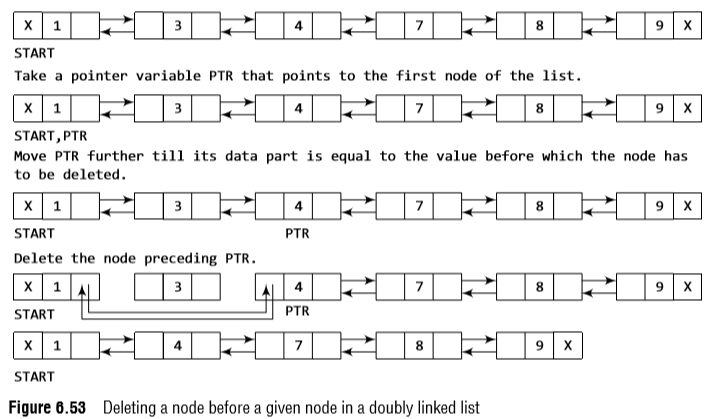 X 1 3 4 7 8 9 X
START
Take a pointer variable PTR that points to the first node of the list.
X 1 3 4 7 8 9 X
START,PTR
Move PTR further till its data part is equal to the value before which the node has
to be deleted.
X 1 3 4 7 8 9 X
START PTR
Delete the node preceding PTR.
X 1 3 4 7 8 9 X
START PTR
X 1 4 7 8 9 X
START
Figure 6.53 Deleting a node before a given node in a doubly linked list